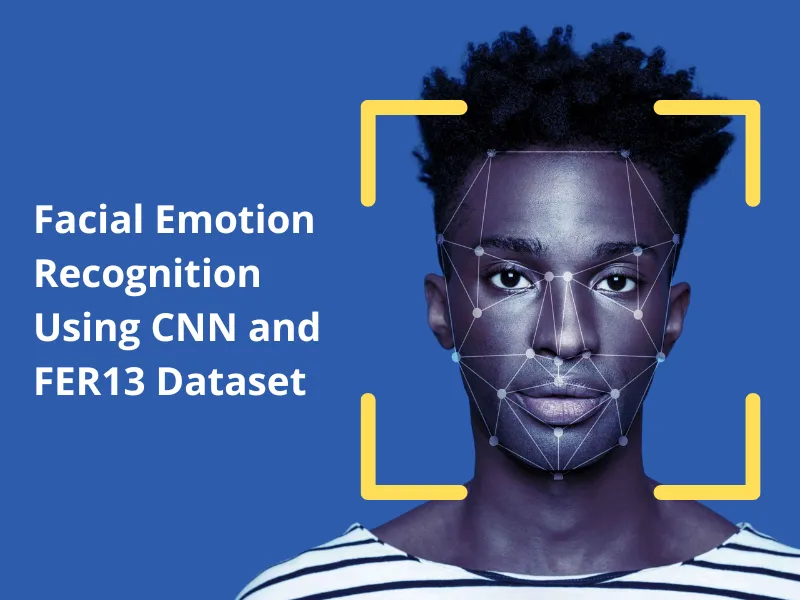 Facial Emotion
Recognition
Using CNN and
FER13 Dataset